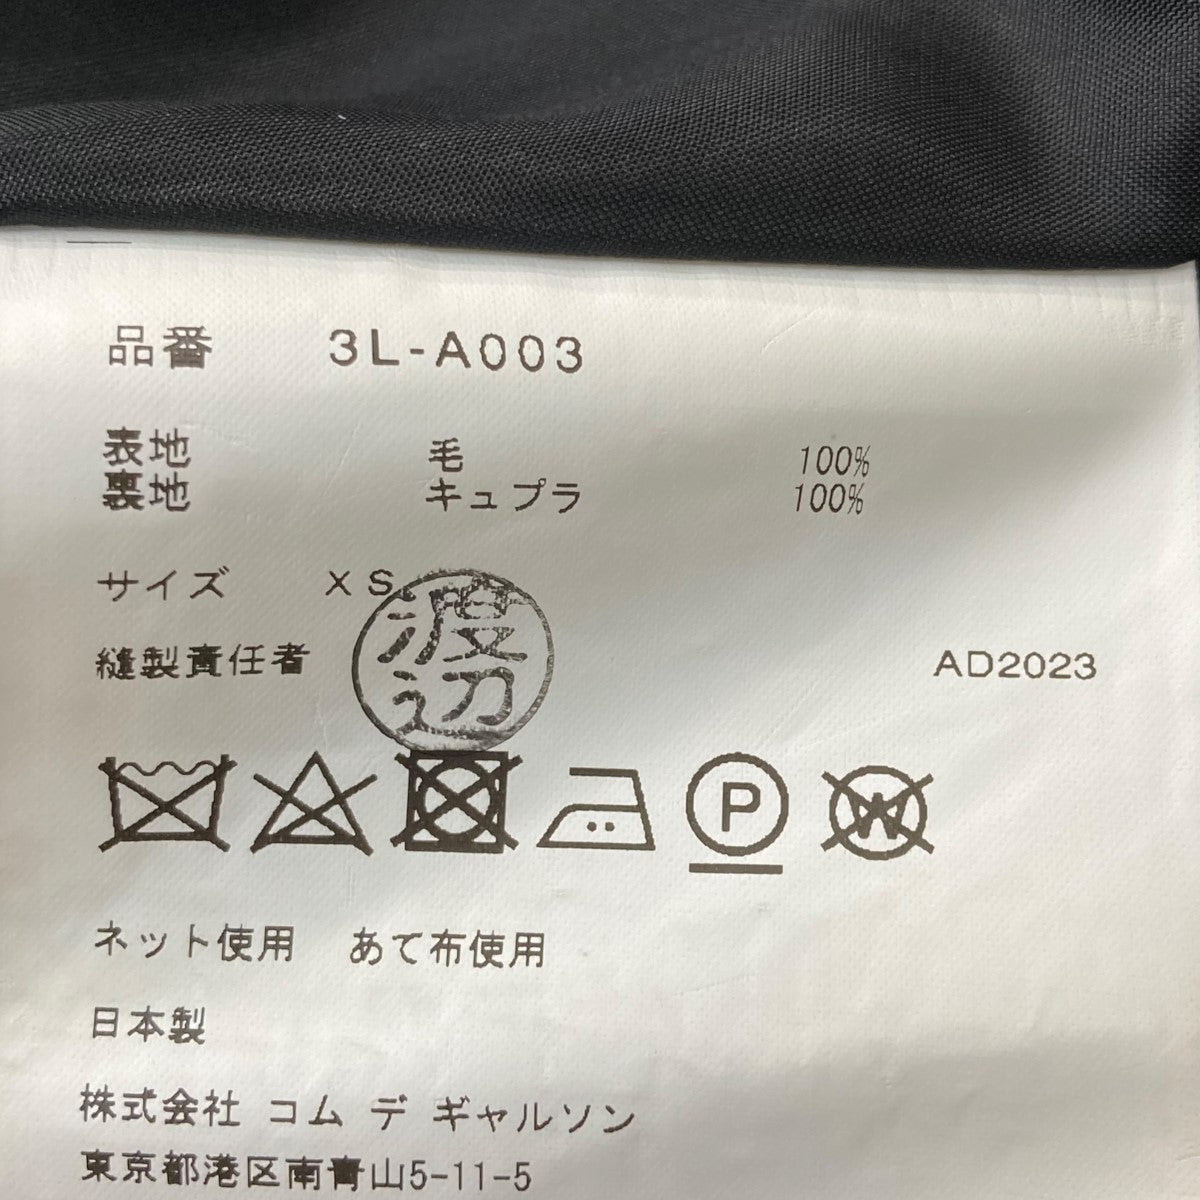 品番 3L-A003
表地 毛 100%
裏地 キュプラ 100%
サイズ XS
縫製責任者 渡辺 AD2023
P W
ネット使用 あて布使用
日本製
株式会社 コム デ ギャルソン
東京都港区南青山5-11-5